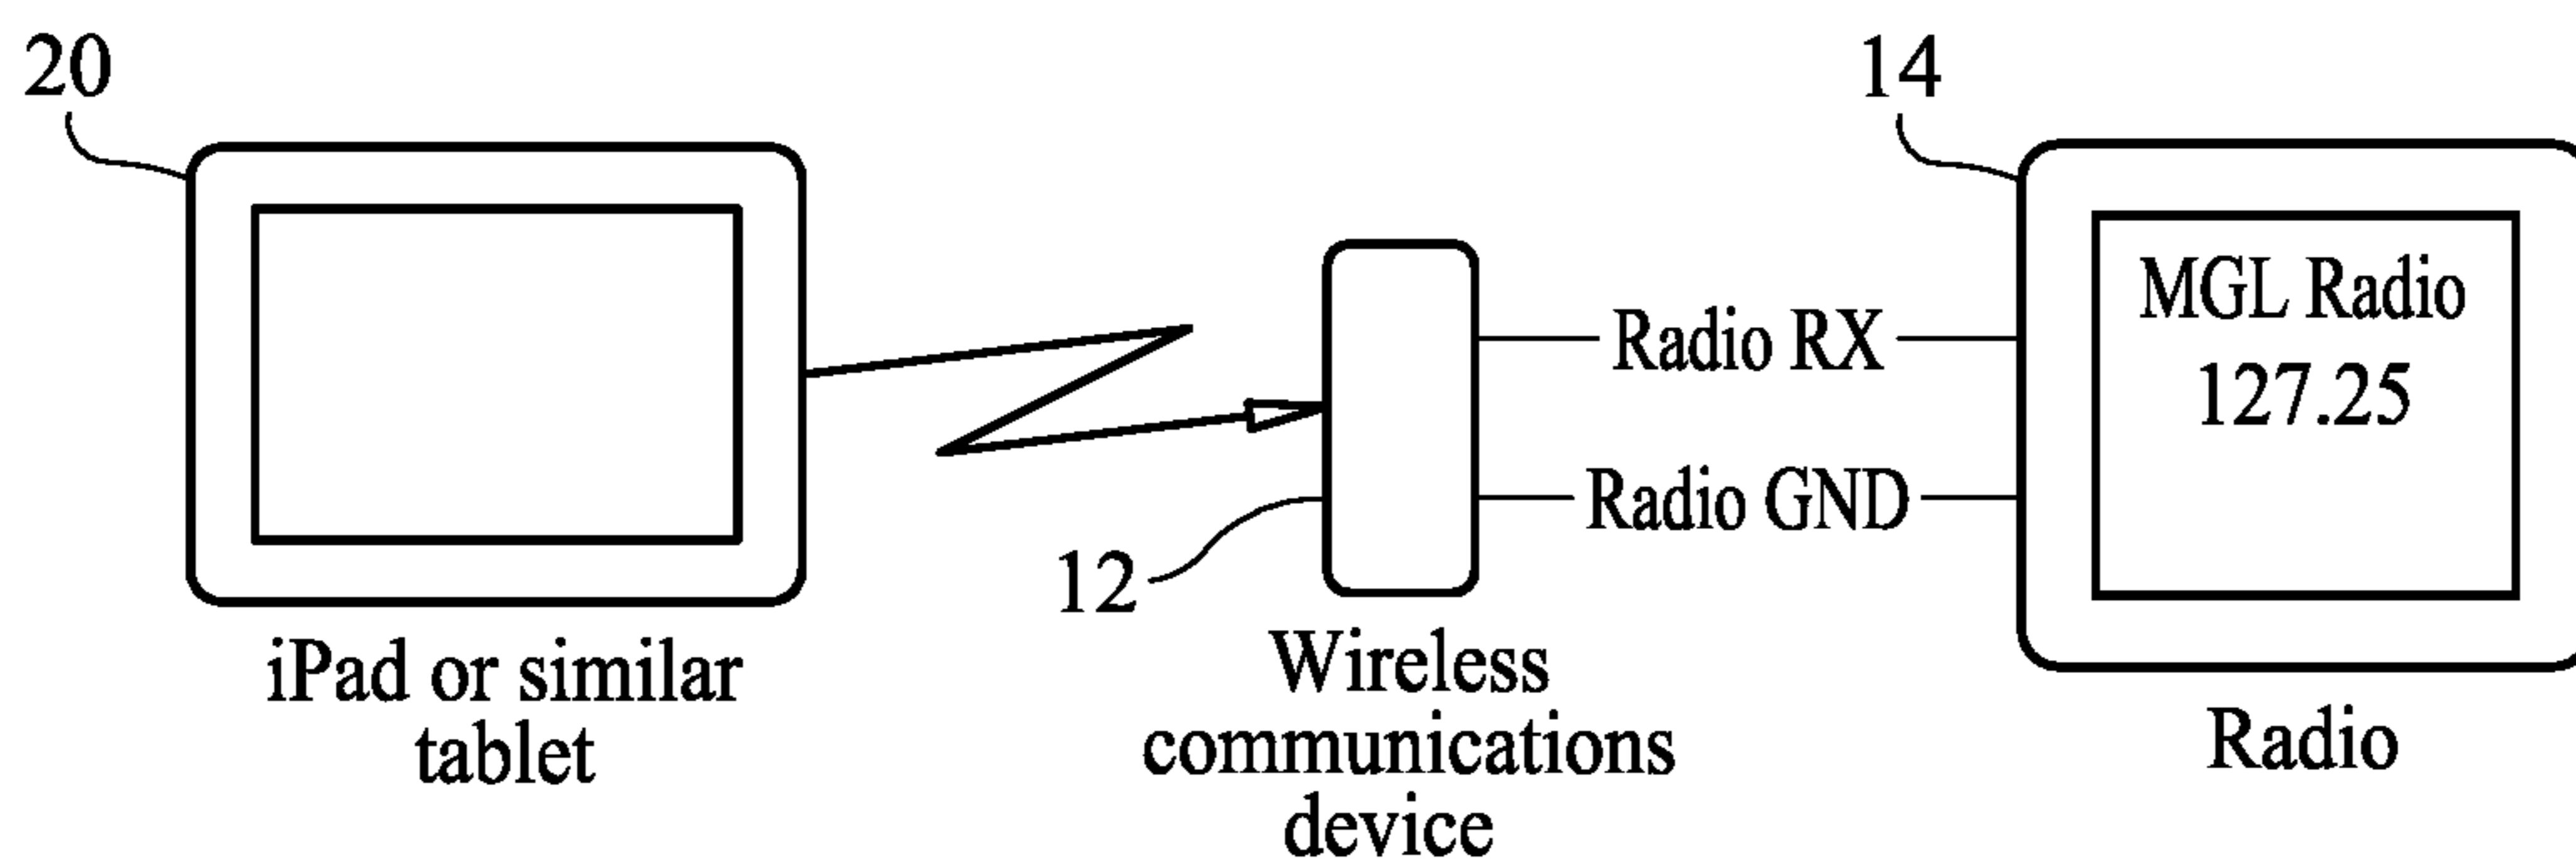 20
14
MGL Radio
127.25
Radio RX
Radio GND
12
iPad or similar
tablet
Wireless
communications
device
Radio